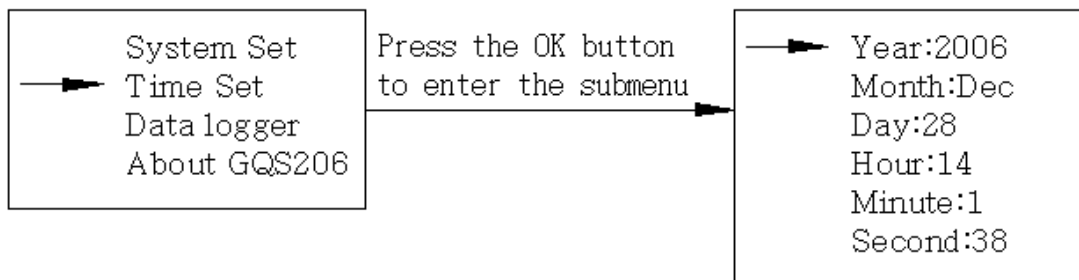 System Set
Time Set
Data logger
About GQS206
Press the OK button
to enter the submenu
Year:2006
Month:Dec
Day:28
Hour:14
Minute:1
Second:38